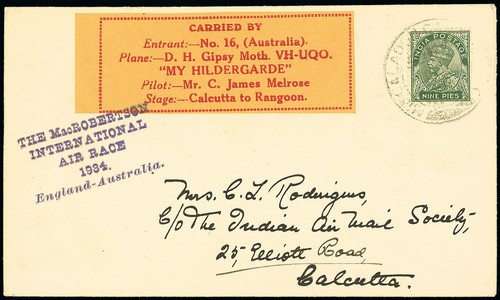 CARRIED BY
Entrant:—No. 16, (Australia).
Plane:—D. H. Gipsy Moth. VH-UQO.
"MY HILDERGARDE"
Pilot:—Mr. C. James Melrose
Stage:—Calcutta to Rangoon.
INDIA POSTAGE
NINE PIES
THE MacROBERTSON
INTERNATIONAL
AIR RACE
1934.
England-Australia.
Mrs. C. L. Rodrigues,
C/o The Indian Air Mail Society,
25, Elliott Road,
Calcutta.